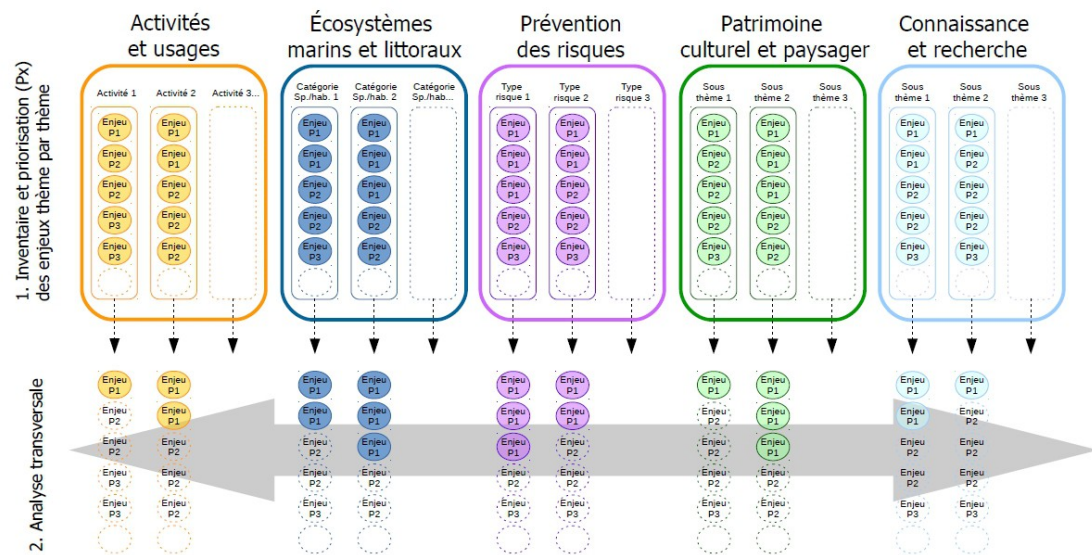 Activités
et usages
Écosystèmes
marins et littoraux
Prévention
des risques
Patrimoine
culturel et paysager
Connaissance
et recherche
1. Inventaire et priorisation (Px)
des enjeux thème par thème
Activité 1 Activité 2 Activité 3...
Catégorie Catégorie Catégorie
Sp./hab. 1 Sp./hab. 2 Sp./hab...
Type Type Type
risque 1 risque 2 risque 3
Sous Sous Sous
thème 1 thème 2 thème 3
Sous Sous Sous
thème 1 thème 2 thème 3
Enjeu Enjeu Enjeu Enjeu Enjeu Enjeu Enjeu Enjeu Enjeu Enjeu
P1 P1 P1 P1 P1 P1 P1 P1 P1 P1
Enjeu Enjeu Enjeu Enjeu Enjeu Enjeu Enjeu Enjeu Enjeu Enjeu
P2 P1 P1 P1 P1 P1 P2 P1 P1 P2
Enjeu Enjeu Enjeu Enjeu Enjeu Enjeu Enjeu Enjeu Enjeu Enjeu
P2 P2 P2 P1 P1 P2 P2 P1 P2 P2
Enjeu Enjeu Enjeu Enjeu Enjeu Enjeu Enjeu Enjeu Enjeu Enjeu
P3 P2 P2 P2 P2 P2 P2 P2 P2 P2
Enjeu Enjeu Enjeu Enjeu Enjeu Enjeu Enjeu Enjeu Enjeu Enjeu
P3 P2 P3 P2 P3 P3 P3 P2 P3 P3
2. Analyse transversale
Enjeu Enjeu Enjeu Enjeu Enjeu Enjeu Enjeu Enjeu Enjeu Enjeu
P1 P1 P1 P1 P1 P1 P1 P1 P1 P1
Enjeu Enjeu Enjeu Enjeu Enjeu Enjeu Enjeu Enjeu Enjeu Enjeu
P2 P1 P1 P1 P1 P1 P2 P1 P1 P2
Enjeu Enjeu Enjeu Enjeu Enjeu Enjeu Enjeu Enjeu Enjeu Enjeu
P2 P2 P2 P1 P1 P2 P2 P1 P2 P2
Enjeu Enjeu Enjeu Enjeu Enjeu Enjeu Enjeu Enjeu Enjeu Enjeu
P3 P2 P2 P2 P2 P2 P2 P2 P2 P2
Enjeu Enjeu Enjeu Enjeu Enjeu Enjeu Enjeu Enjeu Enjeu Enjeu
P3 P2 P3 P2 P3 P3 P3 P2 P3 P3